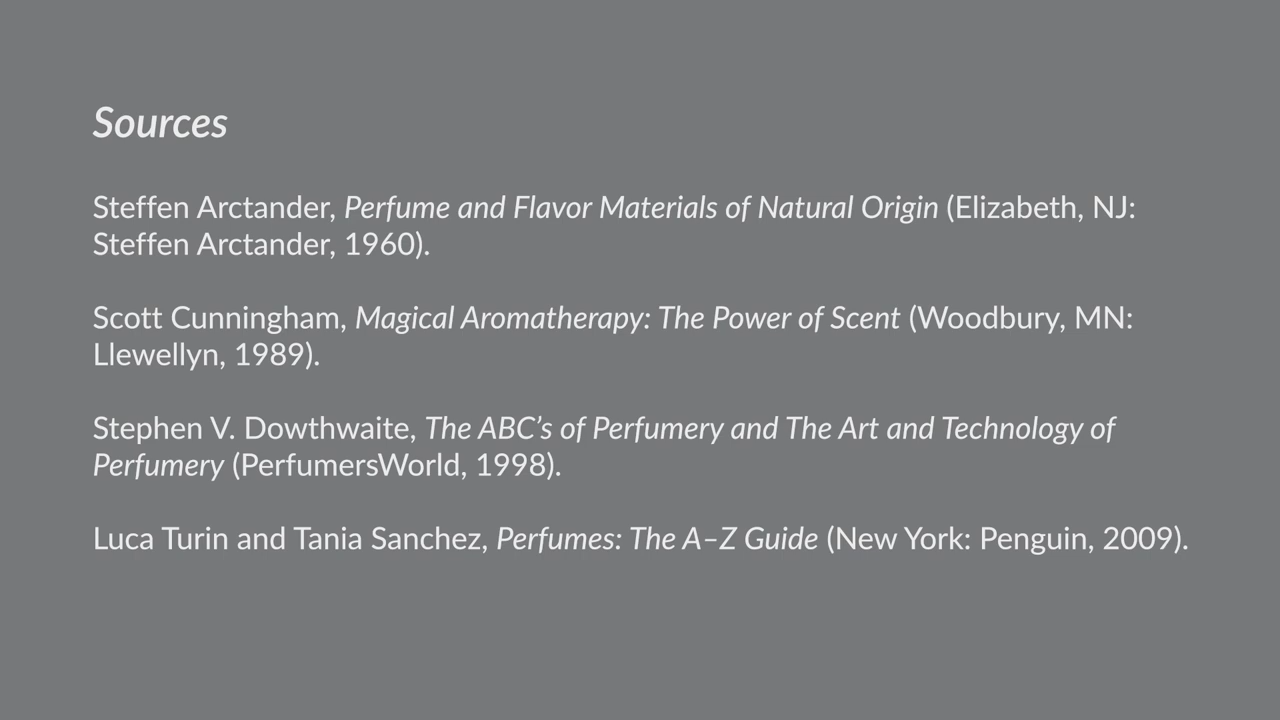 Sources
Steffen Arctander, Perfume and Flavor Materials of Natural Origin (Elizabeth, NJ:
Steffen Arctander, 1960).
Scott Cunningham, Magical Aromatherapy: The Power of Scent (Woodbury, MN:
Llewellyn, 1989).
Stephen V. Dowthwaite, The ABC’s of Perfumery and The Art and Technology of
Perfumery (PerfumersWorld, 1998).
Luca Turin and Tania Sanchez, Perfumes: The A–Z Guide (New York: Penguin, 2009).